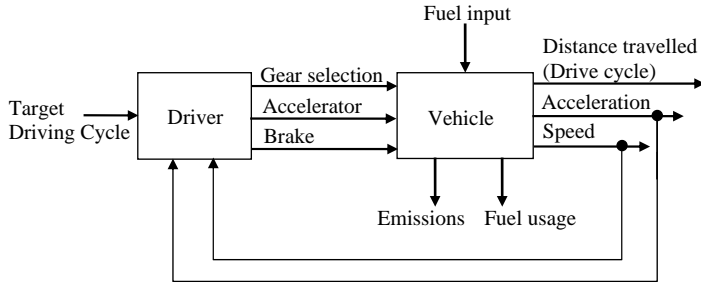 Fuel input
Distance travelled
(Drive cycle)
Gear selection
Acceleration
Target
Driving Cycle
Driver
Accelerator
Vehicle
Brake
Speed
Emissions
Fuel usage